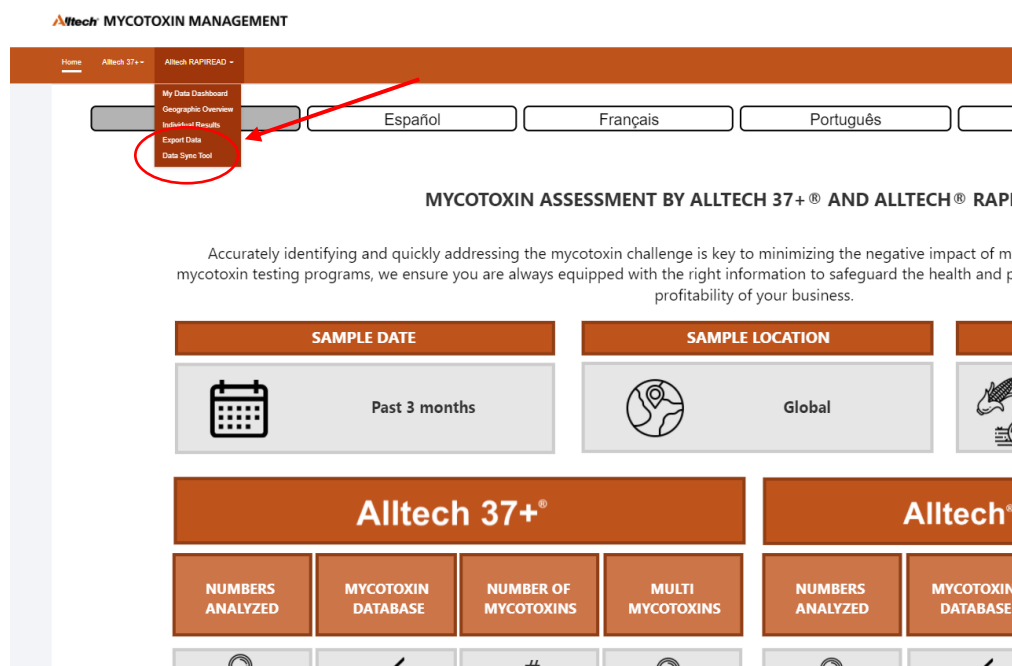 Alltech MYCOTOXIN MANAGEMENT
Home Alltech 37+ Alltech RAPIREAD
My Data Dashboard
Geographic Overview
Individual Results
Export Data
Data Sync Tool
Español Français Português
MYCOTOXIN ASSESSMENT BY ALLTECH 37+® AND ALLTECH® RAPI
Accurately identifying and quickly addressing the mycotoxin challenge is key to minimizing the negative impact of m
mycotoxin testing programs, we ensure you are always equipped with the right information to safeguard the health and p
profitability of your business.
SAMPLE DATE SAMPLE LOCATION
Past 3 months Global
Alltech 37+® Alltech®
NUMBERS ANALYZED
MYCOTOXIN DATABASE
NUMBER OF MYCOTOXINS
MULTI MYCOTOXINS
NUMBERS ANALYZED
MYCOTOXIN DATABASE
#